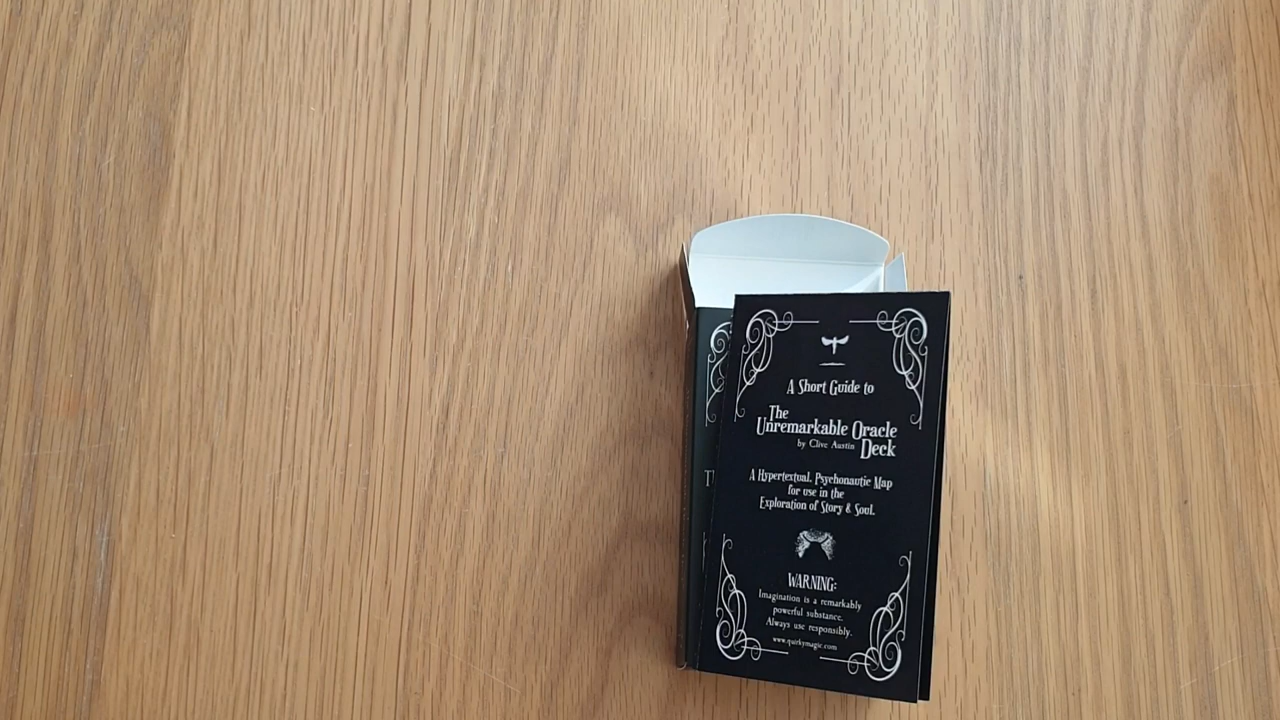 A Short Guide to
The
Unremarkable Oracle
by Clive Austin Deck
A Hypertextual, Psychonautic Map
for use in the
Exploration of Story & Soul.
WARNING:
Imagination is a remarkably
powerful substance.
Always use responsibly.
www.quirkymagic.com